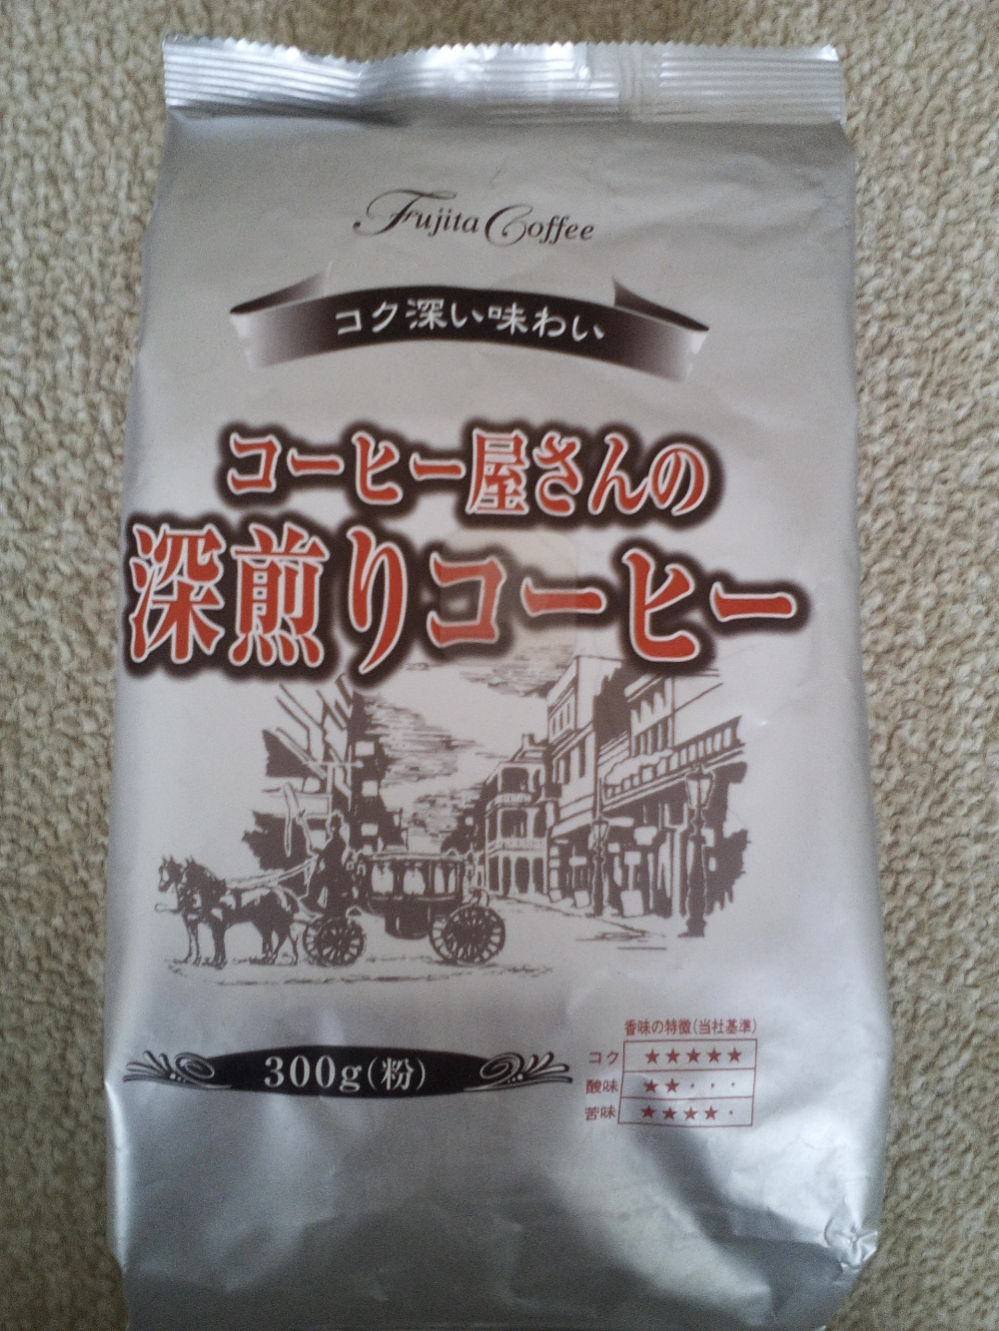 Fujita Coffee
コク深い味わい
コーヒー屋さんの
深煎りコーヒー
300g(粉)
香味の特徴(当社基準)
コク ★★★★★
酸味 ★★・・・
苦味 ★★★★・